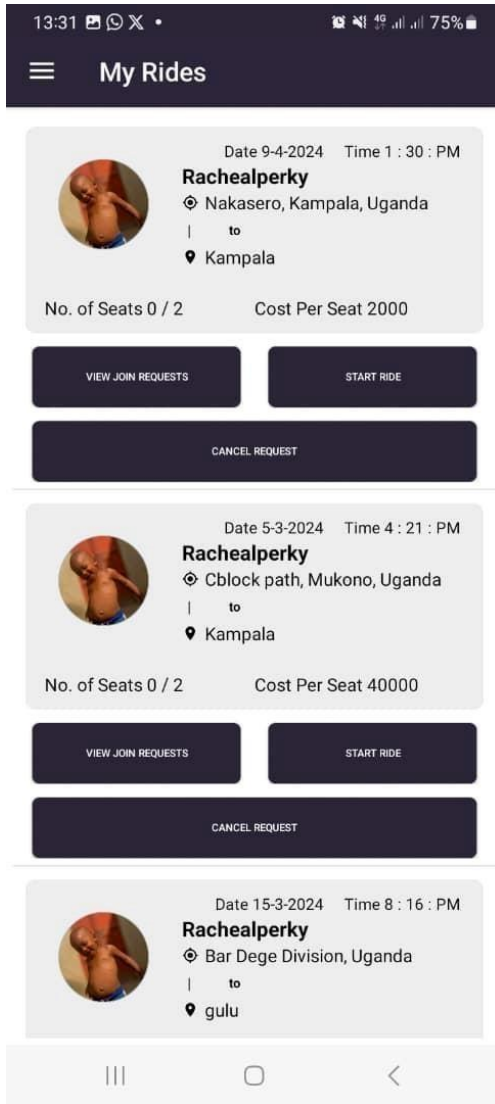 13:31 4G 75%
My Rides
Date 9-4-2024 Time 1 : 30 : PM
Rachealperky
Nakasero, Kampala, Uganda
| to
Kampala
No. of Seats 0 / 2 Cost Per Seat 2000
VIEW JOIN REQUESTS START RIDE
CANCEL REQUEST
Date 5-3-2024 Time 4 : 21 : PM
Rachealperky
Cblock path, Mukono, Uganda
| to
Kampala
No. of Seats 0 / 2 Cost Per Seat 40000
VIEW JOIN REQUESTS START RIDE
CANCEL REQUEST
Date 15-3-2024 Time 8 : 16 : PM
Rachealperky
Bar Dege Division, Uganda
| to
gulu